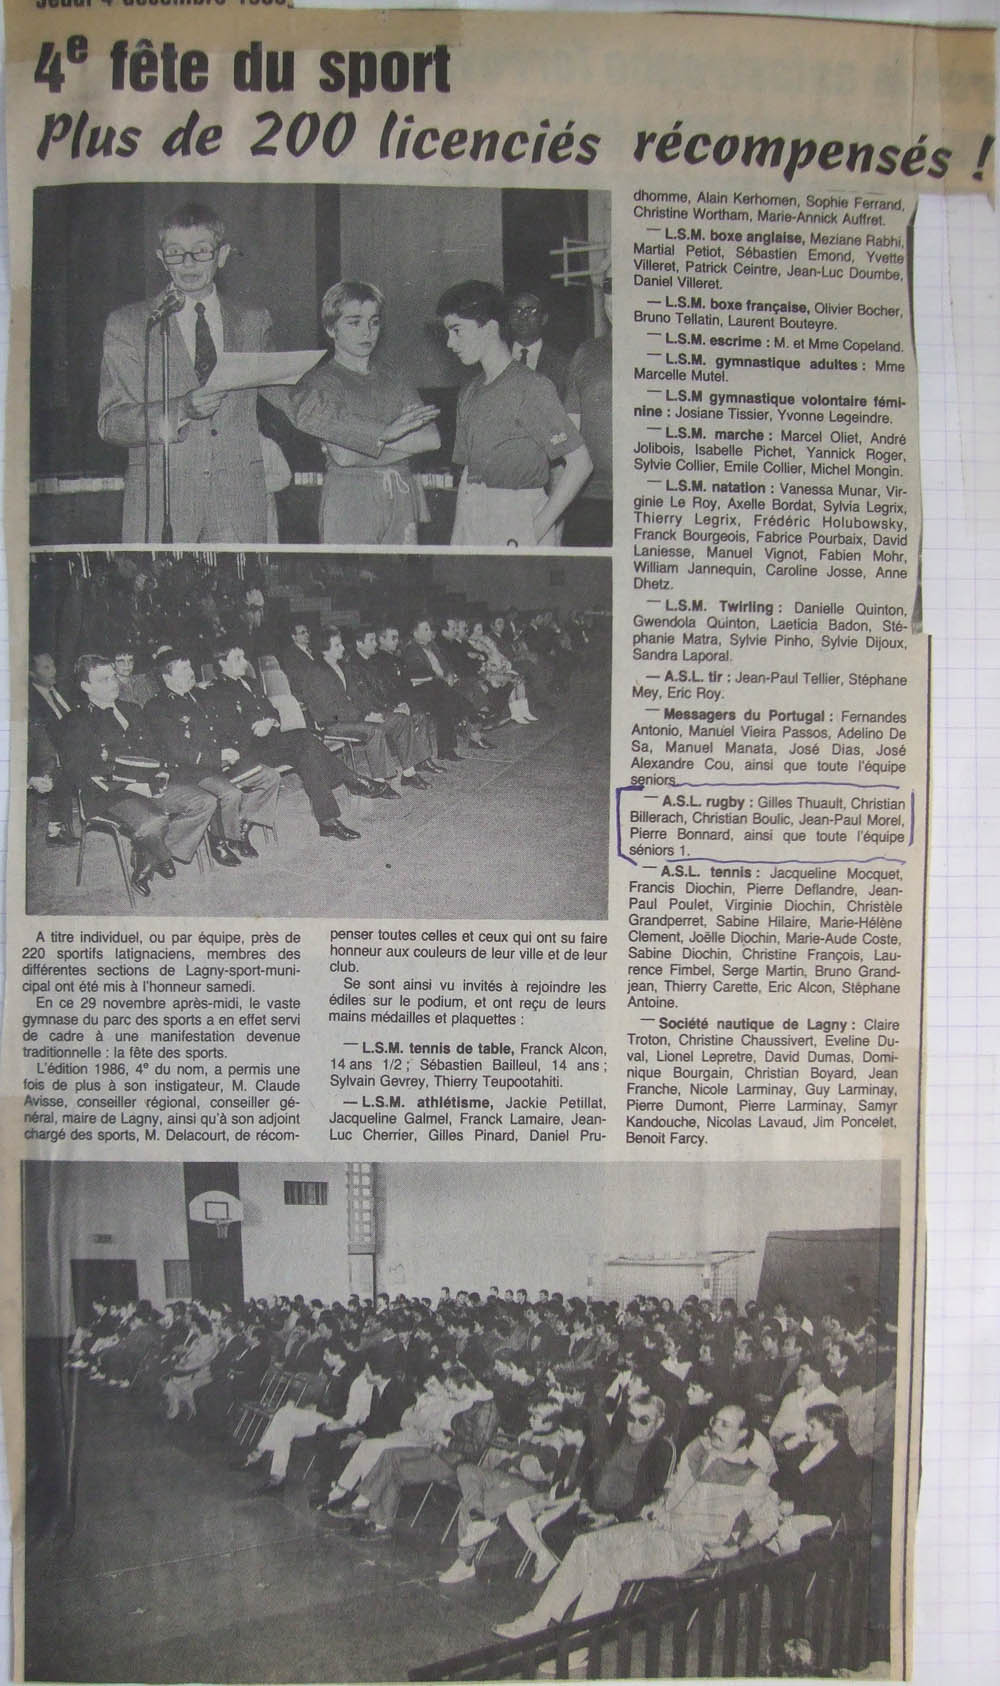 Jeudi 4 décembre 1986.
4e fête du sport
Plus de 200 licenciés récompensés !
A titre individuel, ou par équipe, près de
220 sportifs latignaciens, membres des
différentes sections de Lagny-sport-muni-
cipal ont été mis à l'honneur samedi.
En ce 29 novembre après-midi, le vaste
gymnase du parc des sports a en effet servi
de cadre à une manifestation devenue
traditionnelle : la fête des sports.
L'édition 1986, 4e du nom, a permis une
fois de plus à son instigateur, M. Claude
Avisse, conseiller régional, conseiller gé-
néral, maire de Lagny, ainsi qu'à son adjoint
chargé des sports, M. Delacourt, de récom-
penser toutes celles et ceux qui ont su faire
honneur aux couleurs de leur ville et de leur
club.
Se sont ainsi vu invités à rejoindre les
édiles sur le podium, et ont reçu de leurs
mains médailles et plaquettes :
— L.S.M. tennis de table, Franck Alcon,
14 ans 1/2 ; Sébastien Bailleul, 14 ans ;
Sylvain Gevrey, Thierry Teupootahiti.
— L.S.M. athlétisme, Jackie Petillat,
Jacqueline Galmel, Franck Lamaire, Jean-
Luc Cherrier, Gilles Pinard, Daniel Pru-
dhomme, Alain Kerhomen, Sophie Ferrand,
Christine Wortham, Marie-Annick Auffret.
— L.S.M. boxe anglaise, Meziane Rabhi,
Martial Petiot, Sébastien Emond, Yvette
Villeret, Patrick Ceintre, Jean-Luc Doumbe,
Daniel Villeret.
— L.S.M. boxe française, Olivier Bocher,
Bruno Tellatin, Laurent Bouteyre.
— L.S.M. escrime : M. et Mme Copeland.
— L.S.M. gymnastique adultes : Mme
Marcelle Mutel.
— L.S.M gymnastique volontaire fémi-
nine : Josiane Tissier, Yvonne Legeindre.
— L.S.M. marche : Marcel Oliet, André
Jolibois, Isabelle Pichet, Yannick Roger,
Sylvie Collier, Emile Collier, Michel Mongin.
— L.S.M. natation : Vanessa Munar, Vir-
ginie Le Roy, Axelle Bordat, Sylvia Legrix,
Thierry Legrix, Frédéric Holubowsky,
Franck Bourgeois, Fabrice Pourbaix, David
Laniesse, Manuel Vignot, Fabien Mohr,
William Jannequin, Caroline Josse, Anne
Dhetz.
— L.S.M. Twirling : Danielle Quinton,
Gwendola Quinton, Laeticia Badon, Sté-
phanie Matra, Sylvie Pinho, Sylvie Dijoux,
Sandra Laporal.
— A.S.L. tir : Jean-Paul Tellier, Stéphane
Mey, Eric Roy.
— Messagers du Portugal : Fernandes
Antonio, Manuel Vieira Passos, Adelino De
Sa, Manuel Manata, José Dias, José
Alexandre Cou, ainsi que toute l'équipe
seniors.
— A.S.L. rugby : Gilles Thuault, Christian
Billerach, Christian Boulic, Jean-Paul Morel,
Pierre Bonnard, ainsi que toute l'équipe
séniors 1.
— A.S.L. tennis : Jacqueline Mocquet,
Francis Diochin, Pierre Deflandre, Jean-
Paul Poulet, Virginie Diochin, Christèle
Grandperret, Sabine Hilaire, Marie-Hélène
Clement, Joëlle Diochin, Marie-Aude Coste,
Sabine Diochin, Christine François, Lau-
rence Fimbel, Serge Martin, Bruno Grand-
jean, Thierry Carette, Eric Alcon, Stéphane
Antoine.
— Société nautique de Lagny : Claire
Troton, Christine Chaussivert, Eveline Du-
val, Lionel Lepretre, David Dumas, Domi-
nique Bourgain, Christian Boyard, Jean
Franche, Nicole Larminay, Guy Larminay,
Pierre Dumont, Pierre Larminay, Samyr
Kandouche, Nicolas Lavaud, Jim Poncelet,
Benoit Farcy.